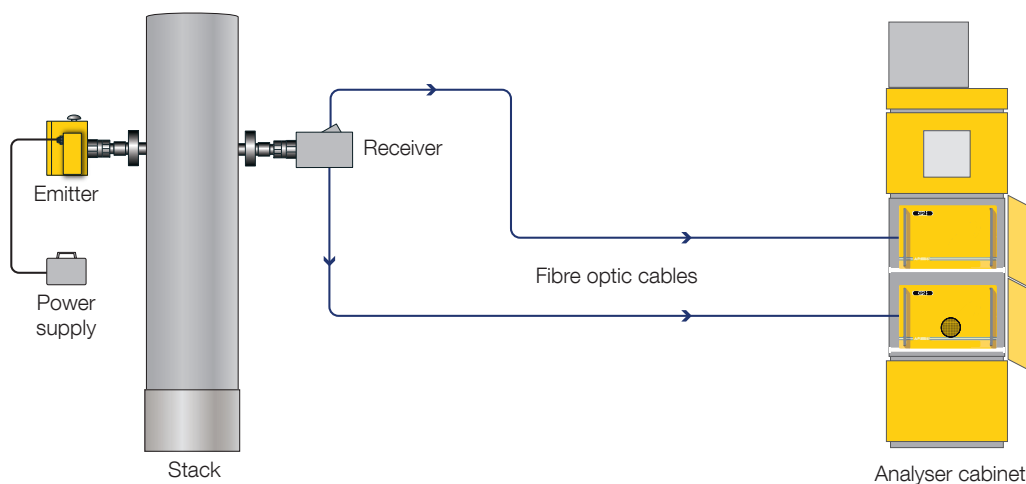 Receiver
Emitter
Fibre optic cables
Power
supply
Stack
Analyser cabinet